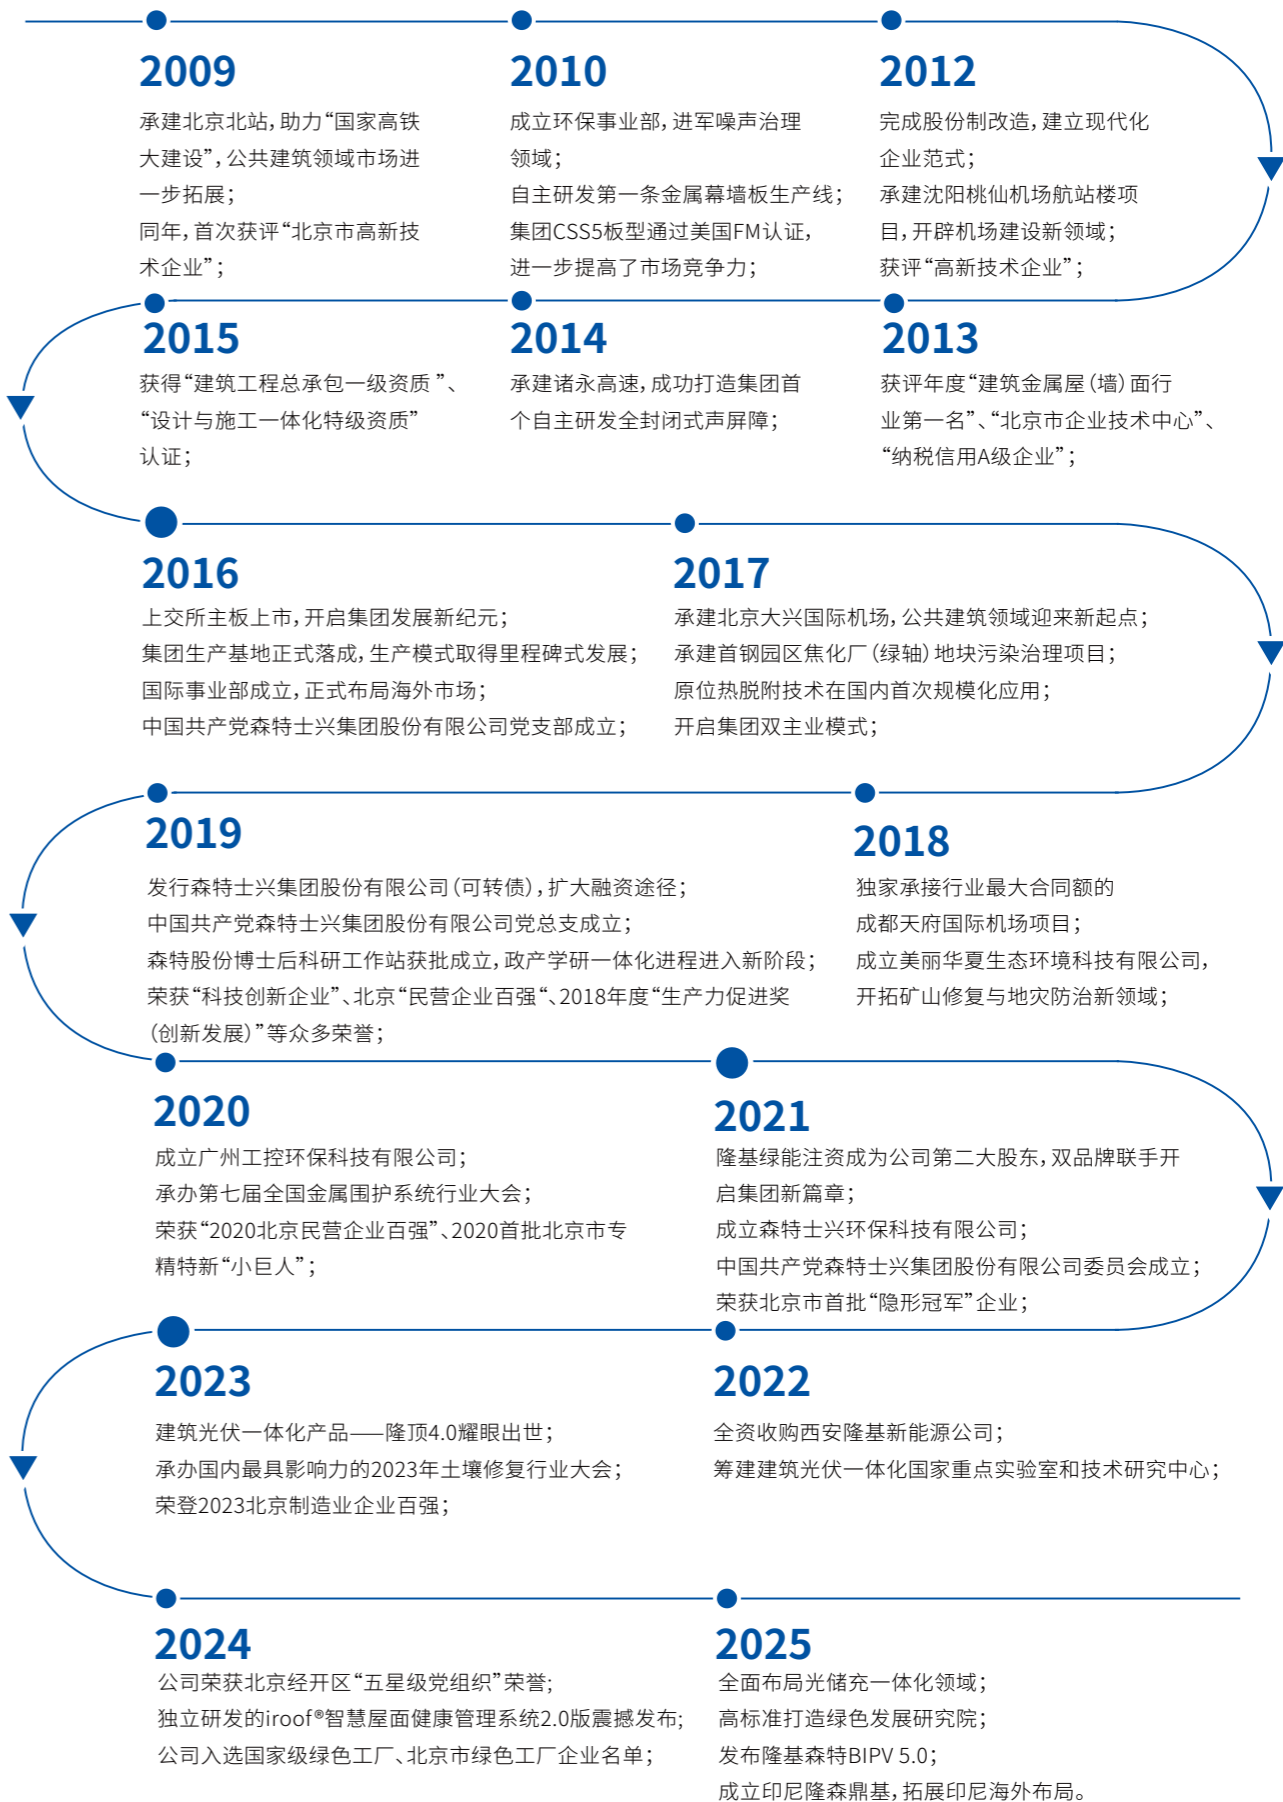 2009
承建北京北站，助力“国家高铁
大建设”，公共建筑领域市场进
一步拓展；
同年，首次获评“北京市高新技
术企业”；
2010
成立环保事业部，进军噪声治理
领域；
自主研发第一条金属幕墙板生产线；
集团CSS5板型通过美国FM认证，
进一步提高了市场竞争力；
2012
完成股份制改造，建立现代化
企业范式；
承建沈阳桃仙机场航站楼项
目，开辟机场建设新领域；
获评“高新技术企业”；
2013
获评年度“建筑金属屋（墙）面行
业第一名”、“北京市企业技术中心”、
“纳税信用A级企业”；
2014
承建诸永高速，成功打造集团首
个自主研发全封闭式声屏障；
2015
获得“建筑工程总承包一级资质 ”、
“设计与施工一体化特级资质”
认证；
2016
上交所主板上市，开启集团发展新纪元；
集团生产基地正式落成，生产模式取得里程碑式发展；
国际事业部成立，正式布局海外市场；
中国共产党森特士兴集团股份有限公司党支部成立；
2017
承建北京大兴国际机场，公共建筑领域迎来新起点；
承建首钢园区焦化厂（绿轴）地块污染治理项目；
原位热脱附技术在国内首次规模化应用；
开启集团双主业模式；
2018
独家承接行业最大合同额的
成都天府国际机场项目；
成立美丽华夏生态环境科技有限公司，
开拓矿山修复与地灾防治新领域；
2019
发行森特士兴集团股份有限公司（可转债），扩大融资途径；
中国共产党森特士兴集团股份有限公司党总支成立；
森特股份博士后科研工作站获批成立，政产学研一体化进程进入新阶段；
荣获“科技创新企业”、北京“民营企业百强“、2018年度“生产力促进奖
（创新发展）”等众多荣誉；
2020
成立广州工控环保科技有限公司；
承办第七届全国金属围护系统行业大会；
荣获“2020北京民营企业百强”、2020首批北京市专
精特新“小巨人”；
2021
隆基绿能注资成为公司第二大股东，双品牌联手开
启集团新篇章；
成立森特士兴环保科技有限公司；
中国共产党森特士兴集团股份有限公司委员会成立；
荣获北京市首批“隐形冠军”企业；
2022
全资收购西安隆基新能源公司；
筹建建筑光伏一体化国家重点实验室和技术研究中心；
2023
建筑光伏一体化产品——隆顶4.0耀眼出世；
承办国内最具影响力的2023年土壤修复行业大会；
荣登2023北京制造业企业百强；
2024
公司荣获北京经开区“五星级党组织”荣誉;
独立研发的iroof®智慧屋面健康管理系统2.0版震撼发布;
公司入选国家级绿色工厂、北京市绿色工厂企业名单；
2025
全面布局光储充一体化领域；
高标准打造绿色发展研究院；
发布隆基森特BIPV 5.0；
成立印尼隆森鼎基，拓展印尼海外布局。